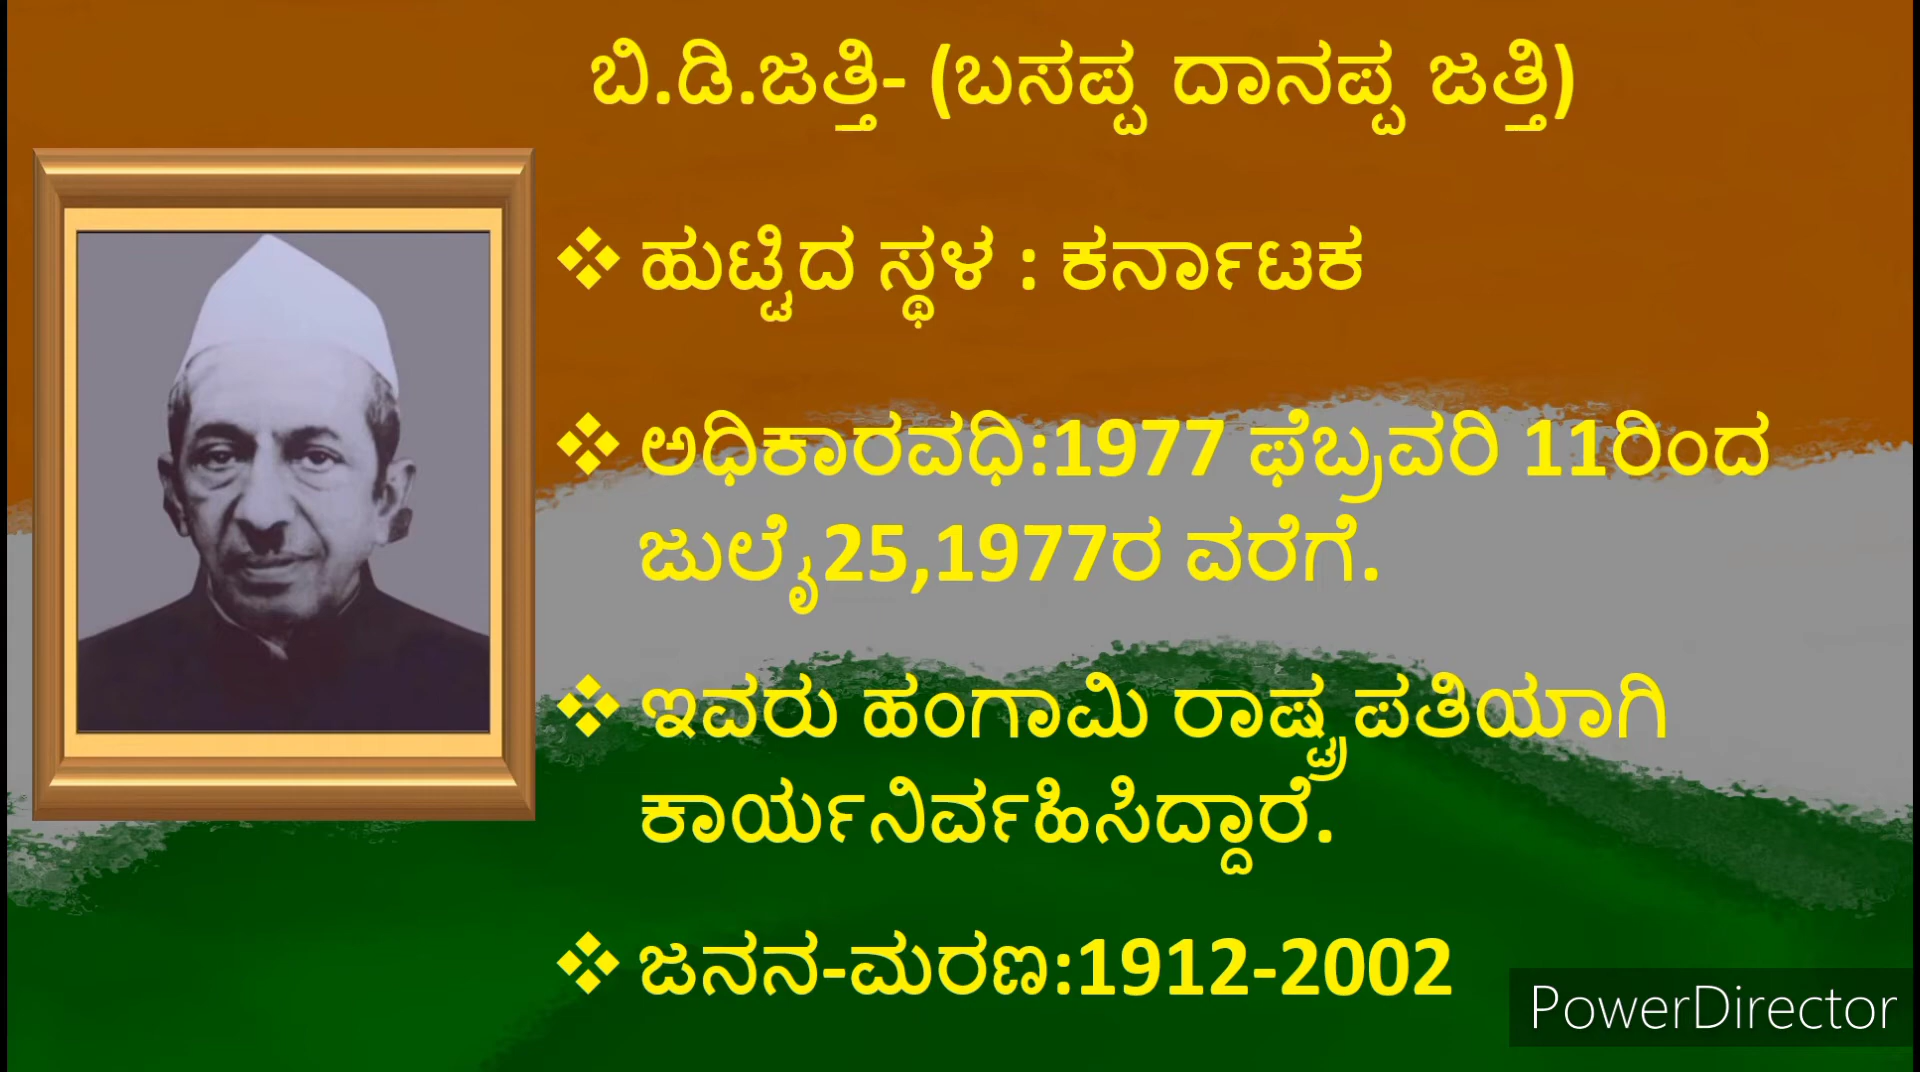 ಬಿ.ಡಿ.ಜತ್ತಿ- (ಬಸಪ್ಪ ದಾನಪ್ಪ ಜತ್ತಿ)
❖ ಹುಟ್ಟಿದ ಸ್ಥಳ : ಕರ್ನಾಟಕ
❖ ಅಧಿಕಾರವಧಿ:1977 ಫೆಬ್ರವರಿ 11ರಿಂದ
ಜುಲೈ25,1977ರ ವರೆಗೆ.
❖ ಇವರು ಹಂಗಾಮಿ ರಾಷ್ಟ್ರಪತಿಯಾಗಿ
ಕಾರ್ಯನಿರ್ವಹಿಸಿದ್ದಾರೆ.
❖ ಜನನ-ಮರಣ:1912-2002
PowerDirector